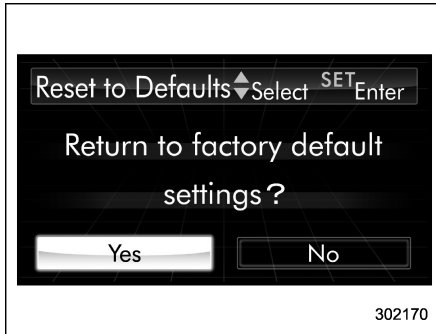 Reset to Defaults Select SET Enter
Return to factory default
settings?
Yes No
302170